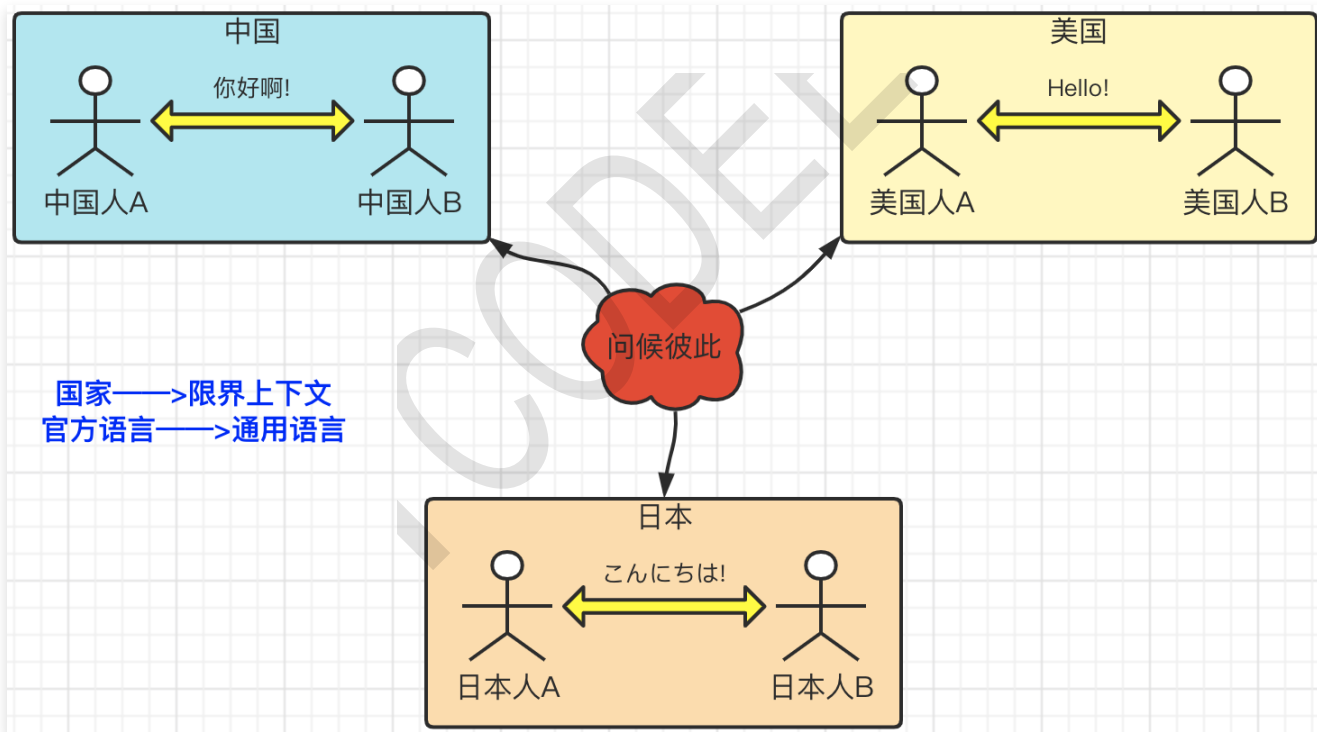 中国
你好啊!
中国人A
中国人B
美国
Hello!
美国人A
美国人B
问候彼此
国家——>限界上下文
官方语言——>通用语言
日本
こんにちは!
日本人A
日本人B